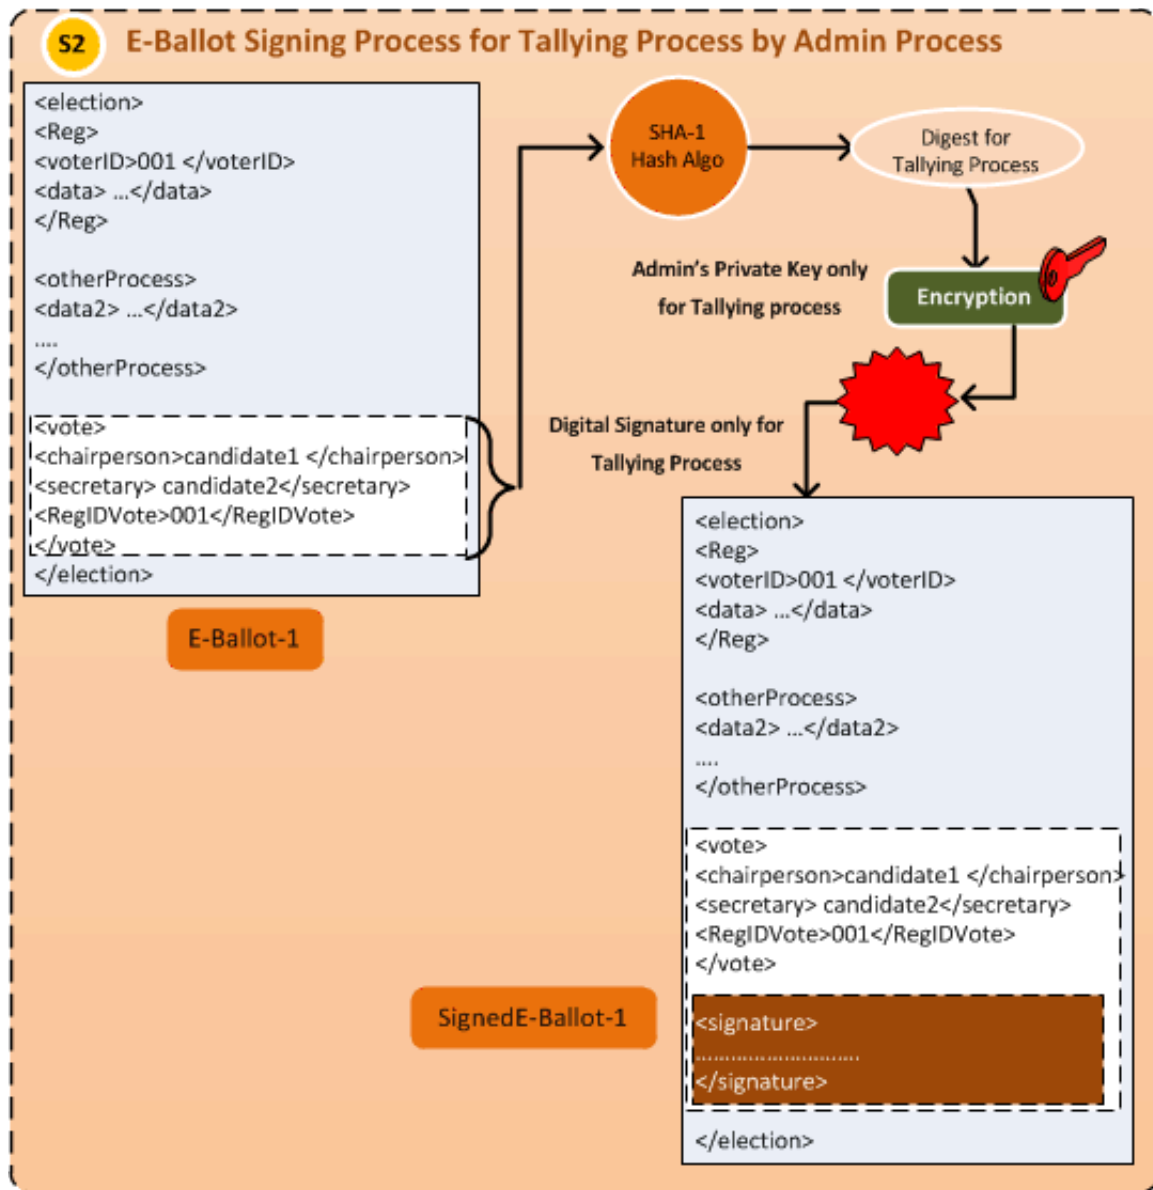 S2
E-Ballot Signing Process for Tallying Process by Admin Process
<election>
<Reg>
<voterID>001 </voterID>
<data> ...</data>
</Reg>
<otherProcess>
<data2> ...</data2>
....
</otherProcess>
<vote>
<chairperson>candidate1 </chairperson>
<secretary> candidate2</secretary>
<RegIDVote>001</RegIDVote>
</vote>
</election>
E-Ballot-1
SHA-1
Hash Algo
Digest for
Tallying Process
Admin's Private Key only
for Tallying process
Encryption
Digital Signature only for
Tallying Process
<election>
<Reg>
<voterID>001 </voterID>
<data> ...</data>
</Reg>
<otherProcess>
<data2> ...</data2>
....
</otherProcess>
<vote>
<chairperson>candidate1 </chairperson>
<secretary> candidate2</secretary>
<RegIDVote>001</RegIDVote>
</vote>
<signature>
............................
</signature>
</election>
SignedE-Ballot-1